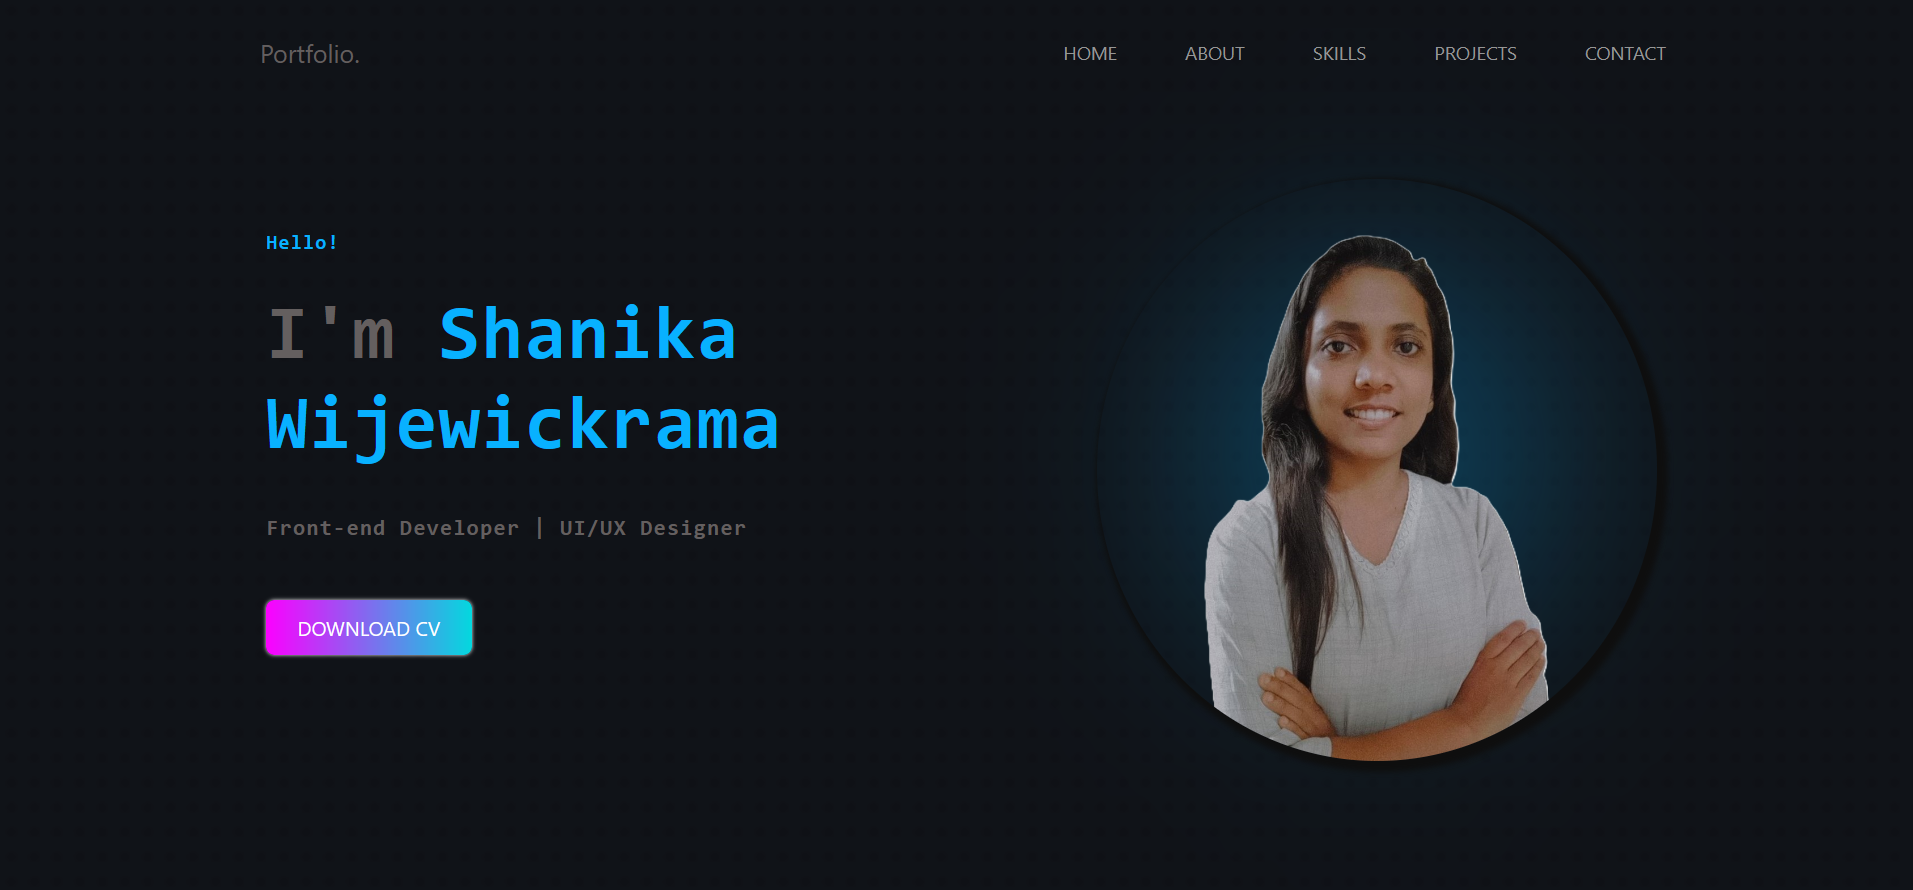 Portfolio.
HOME ABOUT SKILLS PROJECTS CONTACT
Hello!
I'm Shanika
Wijewickrama
Front-end Developer | UI/UX Designer
DOWNLOAD CV